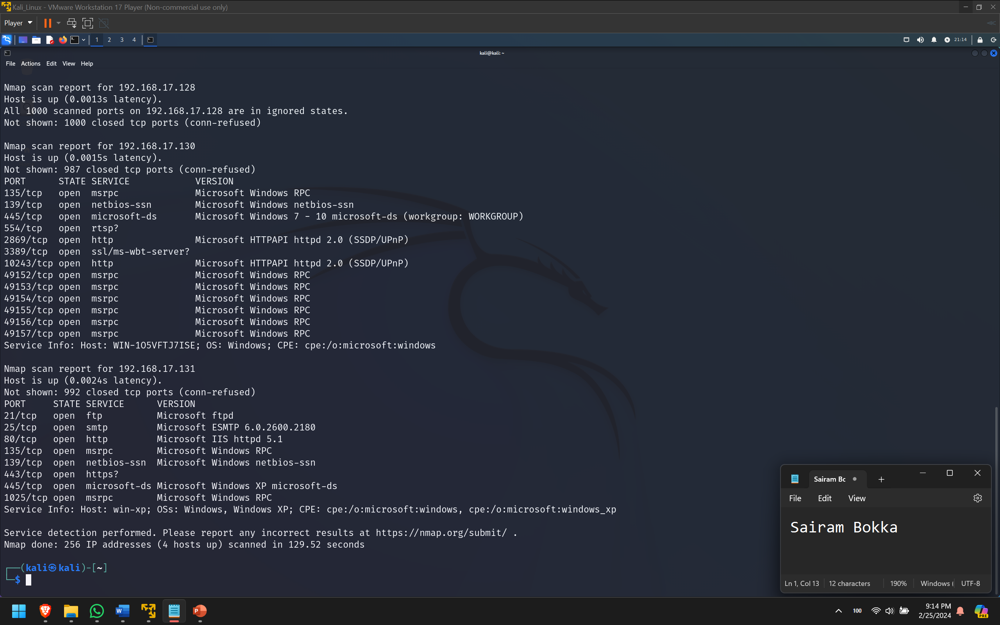 Kali_Linux - VMware Workstation 17 Player (Non-commercial use only)
Player
1 2 3 4
21:14
kali@kali: ~
File Actions Edit View Help
Nmap scan report for 192.168.17.128
Host is up (0.0013s latency).
All 1000 scanned ports on 192.168.17.128 are in ignored states.
Not shown: 1000 closed tcp ports (conn-refused)
Nmap scan report for 192.168.17.130
Host is up (0.0015s latency).
Not shown: 987 closed tcp ports (conn-refused)
PORT      STATE SERVICE            VERSION
135/tcp   open  msrpc              Microsoft Windows RPC
139/tcp   open  netbios-ssn        Microsoft Windows netbios-ssn
445/tcp   open  microsoft-ds       Microsoft Windows 7 - 10 microsoft-ds (workgroup: WORKGROUP)
554/tcp   open  rtsp?
2869/tcp  open  http               Microsoft HTTPAPI httpd 2.0 (SSDP/UPnP)
3389/tcp  open  ssl/ms-wbt-server?
10243/tcp open  http               Microsoft HTTPAPI httpd 2.0 (SSDP/UPnP)
49152/tcp open  msrpc              Microsoft Windows RPC
49153/tcp open  msrpc              Microsoft Windows RPC
49154/tcp open  msrpc              Microsoft Windows RPC
49155/tcp open  msrpc              Microsoft Windows RPC
49156/tcp open  msrpc              Microsoft Windows RPC
49157/tcp open  msrpc              Microsoft Windows RPC
Service Info: Host: WIN-1O5VFTJ7ISE; OS: Windows; CPE: cpe:/o:microsoft:windows
Nmap scan report for 192.168.17.131
Host is up (0.0024s latency).
Not shown: 992 closed tcp ports (conn-refused)
PORT     STATE SERVICE      VERSION
21/tcp   open  ftp          Microsoft ftpd
25/tcp   open  smtp         Microsoft ESMTP 6.0.2600.2180
80/tcp   open  http         Microsoft IIS httpd 5.1
135/tcp  open  msrpc        Microsoft Windows RPC
139/tcp  open  netbios-ssn  Microsoft Windows netbios-ssn
443/tcp  open  https?
445/tcp  open  microsoft-ds Microsoft Windows XP microsoft-ds
1025/tcp open  msrpc        Microsoft Windows RPC
Service Info: Host: win-xp; OSs: Windows, Windows XP; CPE: cpe:/o:microsoft:windows, cpe:/o:microsoft:windows_xp
Service detection performed. Please report any incorrect results at https://nmap.org/submit/ .
Nmap done: 256 IP addresses (4 hosts up) scanned in 129.52 seconds
(kali㉿kali)-[~]
$
Sairam Bo
File Edit View
Sairam Bokka
Ln 1, Col 13 12 characters 190% Windows ( UTF-8
100
9:14 PM
2/25/2024
PRE